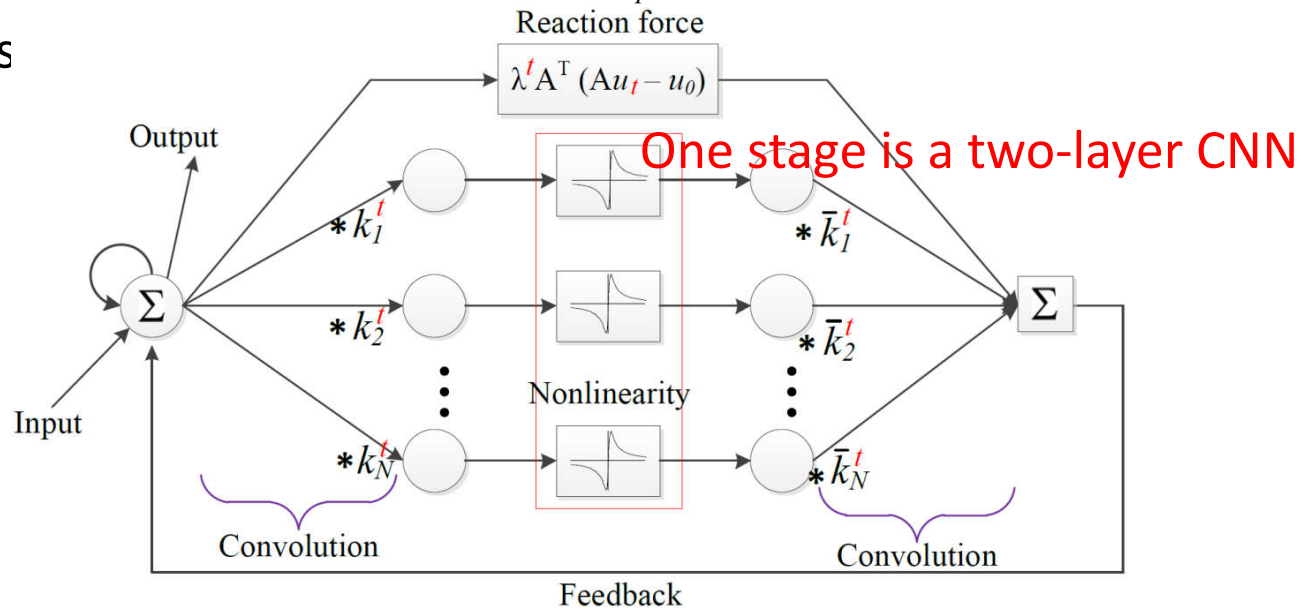 Reaction force
s
λ^t A^T (Au_t – u_0)
Output
One stage is a two-layer CNN
* k_1^t
* k̄_1^t
Σ
Σ
* k_2^t
* k̄_2^t
Nonlinearity
Input
* k_N^t
* k̄_N^t
Convolution
Convolution
Feedback